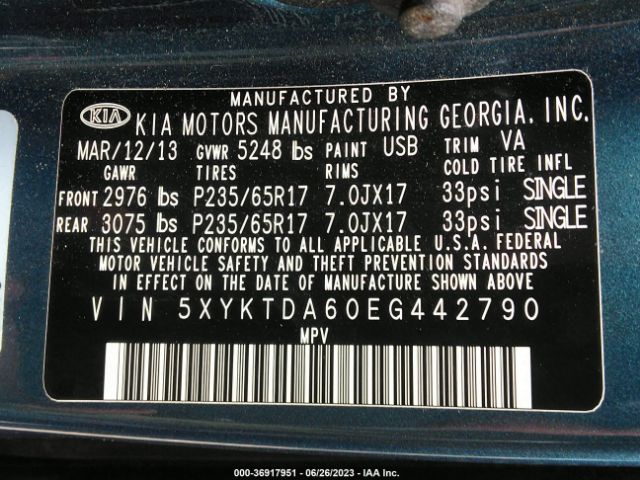 MANUFACTURED BY
KIA KIA MOTORS MANUFACTURING GEORGIA, INC.
MAR/12/13 GVWR 5248 lbs PAINT USB TRIM VA
GAWR TIRES RIMS COLD TIRE INFL
FRONT 2976 lbs P235/65R17 7.0JX17 33psi SINGLE
REAR 3075 lbs P235/65R17 7.0JX17 33psi SINGLE
THIS VEHICLE CONFORMS TO ALL APPLICABLE U.S.A. FEDERAL
MOTOR VEHICLE SAFETY AND THEFT PREVENTION STANDARDS
IN EFFECT ON THE DATE OF MANUFACTURE SHOWN ABOVE
VIN 5XYKTDA60EG442790
MPV
000-36917951 - 06/26/2023 - IAA Inc.